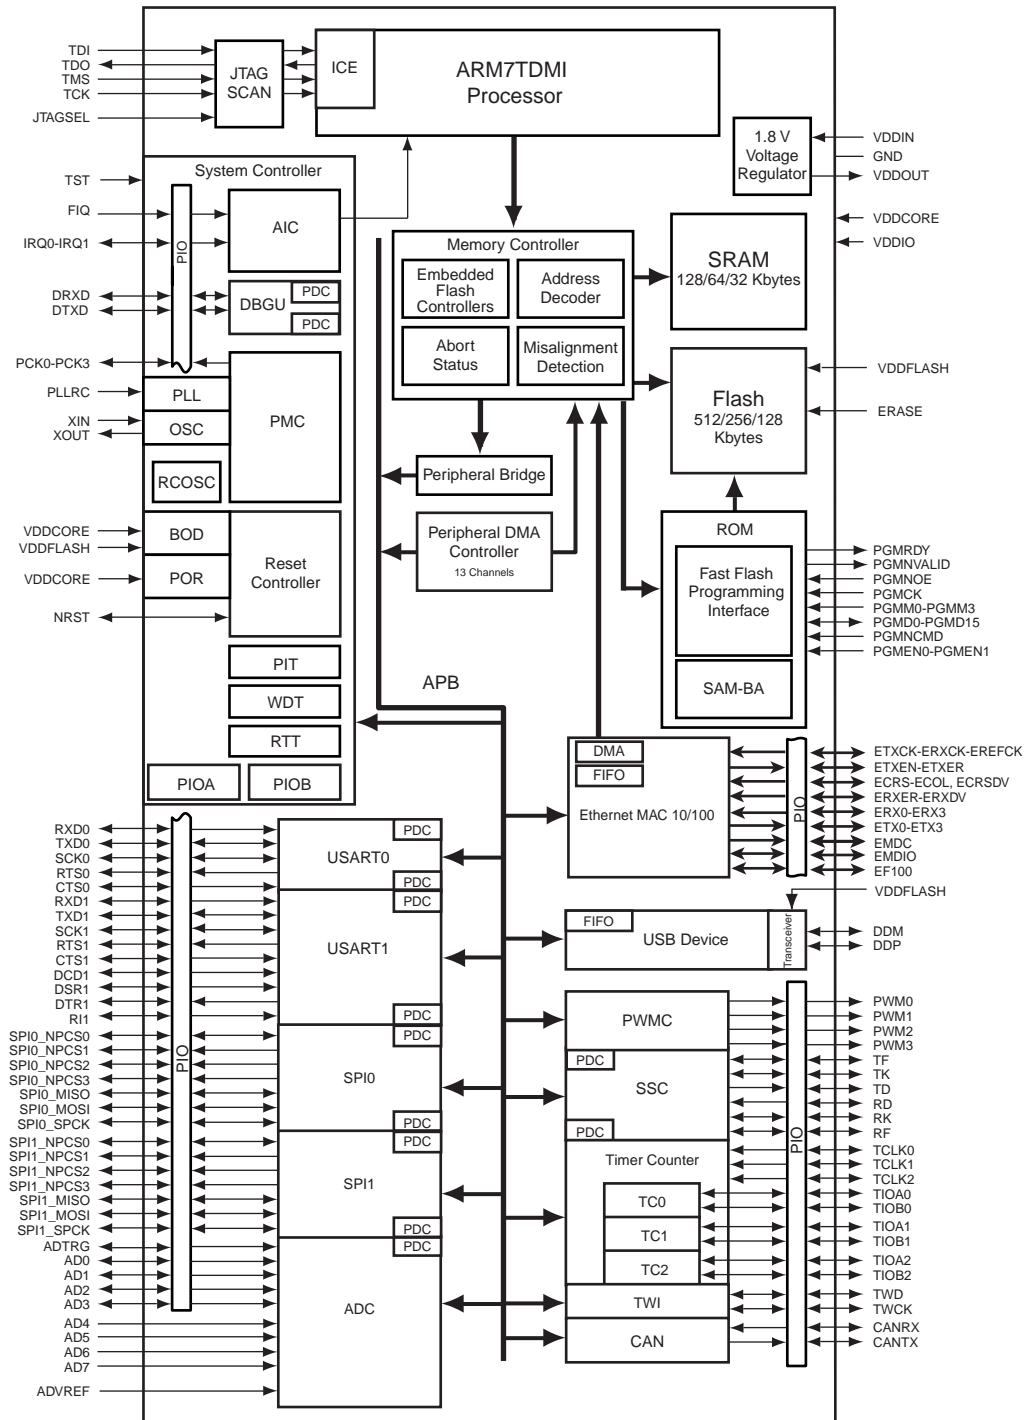 TDI
TDO
TMS
TCK
JTAGSEL
JTAG
SCAN
ICE
ARM7TDMI
Processor
1.8 V
Voltage
Regulator
VDDIN
GND
VDDOUT
VDDCORE
VDDIO
System Controller
TST
FIQ
IRQ0-IRQ1
PIO
AIC
DRXD
DTXD
DBGU
PDC
PDC
PCK0-PCK3
PLLRC
PLL
XIN
XOUT
OSC
PMC
RCOSC
VDDCORE
VDDFLASH
BOD
VDDCORE
POR
Reset
Controller
NRST
PIT
WDT
RTT
PIOA
PIOB
Memory Controller
Embedded
Flash
Controllers
Address
Decoder
Abort
Status
Misalignment
Detection
SRAM
128/64/32 Kbytes
Flash
512/256/128
Kbytes
VDDFLASH
ERASE
Peripheral Bridge
Peripheral DMA
Controller
13 Channels
ROM
Fast Flash
Programming
Interface
SAM-BA
PGMRDY
PGMNVALID
PGMNOE
PGMCK
PGMM0-PGMM3
PGMD0-PGMD15
PGMNCMD
PGMEN0-PGMEN1
APB
DMA
FIFO
Ethernet MAC 10/100
PIO
ETXCK-ERXCK-EREFCK
ETXEN-ETXER
ECRS-ECOL, ECRSDV
ERXER-ERXDV
ERX0-ERX3
ETX0-ETX3
EMDC
EMDIO
EF100
VDDFLASH
FIFO
USB Device
Transceiver
DDM
DDP
RXD0
TXD0
SCK0
RTS0
CTS0
RXD1
TXD1
SCK1
RTS1
CTS1
DCD1
DSR1
DTR1
RI1
SPI0_NPCS0
SPI0_NPCS1
SPI0_NPCS2
SPI0_NPCS3
SPI0_MISO
SPI0_MOSI
SPI0_SPCK
SPI1_NPCS0
SPI1_NPCS1
SPI1_NPCS2
SPI1_NPCS3
SPI1_MISO
SPI1_MOSI
SPI1_SPCK
ADTRG
AD0
AD1
AD2
AD3
AD4
AD5
AD6
AD7
ADVREF
PIO
PDC
USART0
PDC
PDC
USART1
PDC
PDC
SPI0
PDC
PDC
SPI1
PDC
PDC
ADC
PWMC
PDC
SSC
PDC
Timer Counter
TC0
TC1
TC2
TWI
CAN
PIO
PWM0
PWM1
PWM2
PWM3
TF
TK
TD
RD
RK
RF
TCLK0
TCLK1
TCLK2
TIOA0
TIOB0
TIOA1
TIOB1
TIOA2
TIOB2
TWD
TWCK
CANRX
CANTX